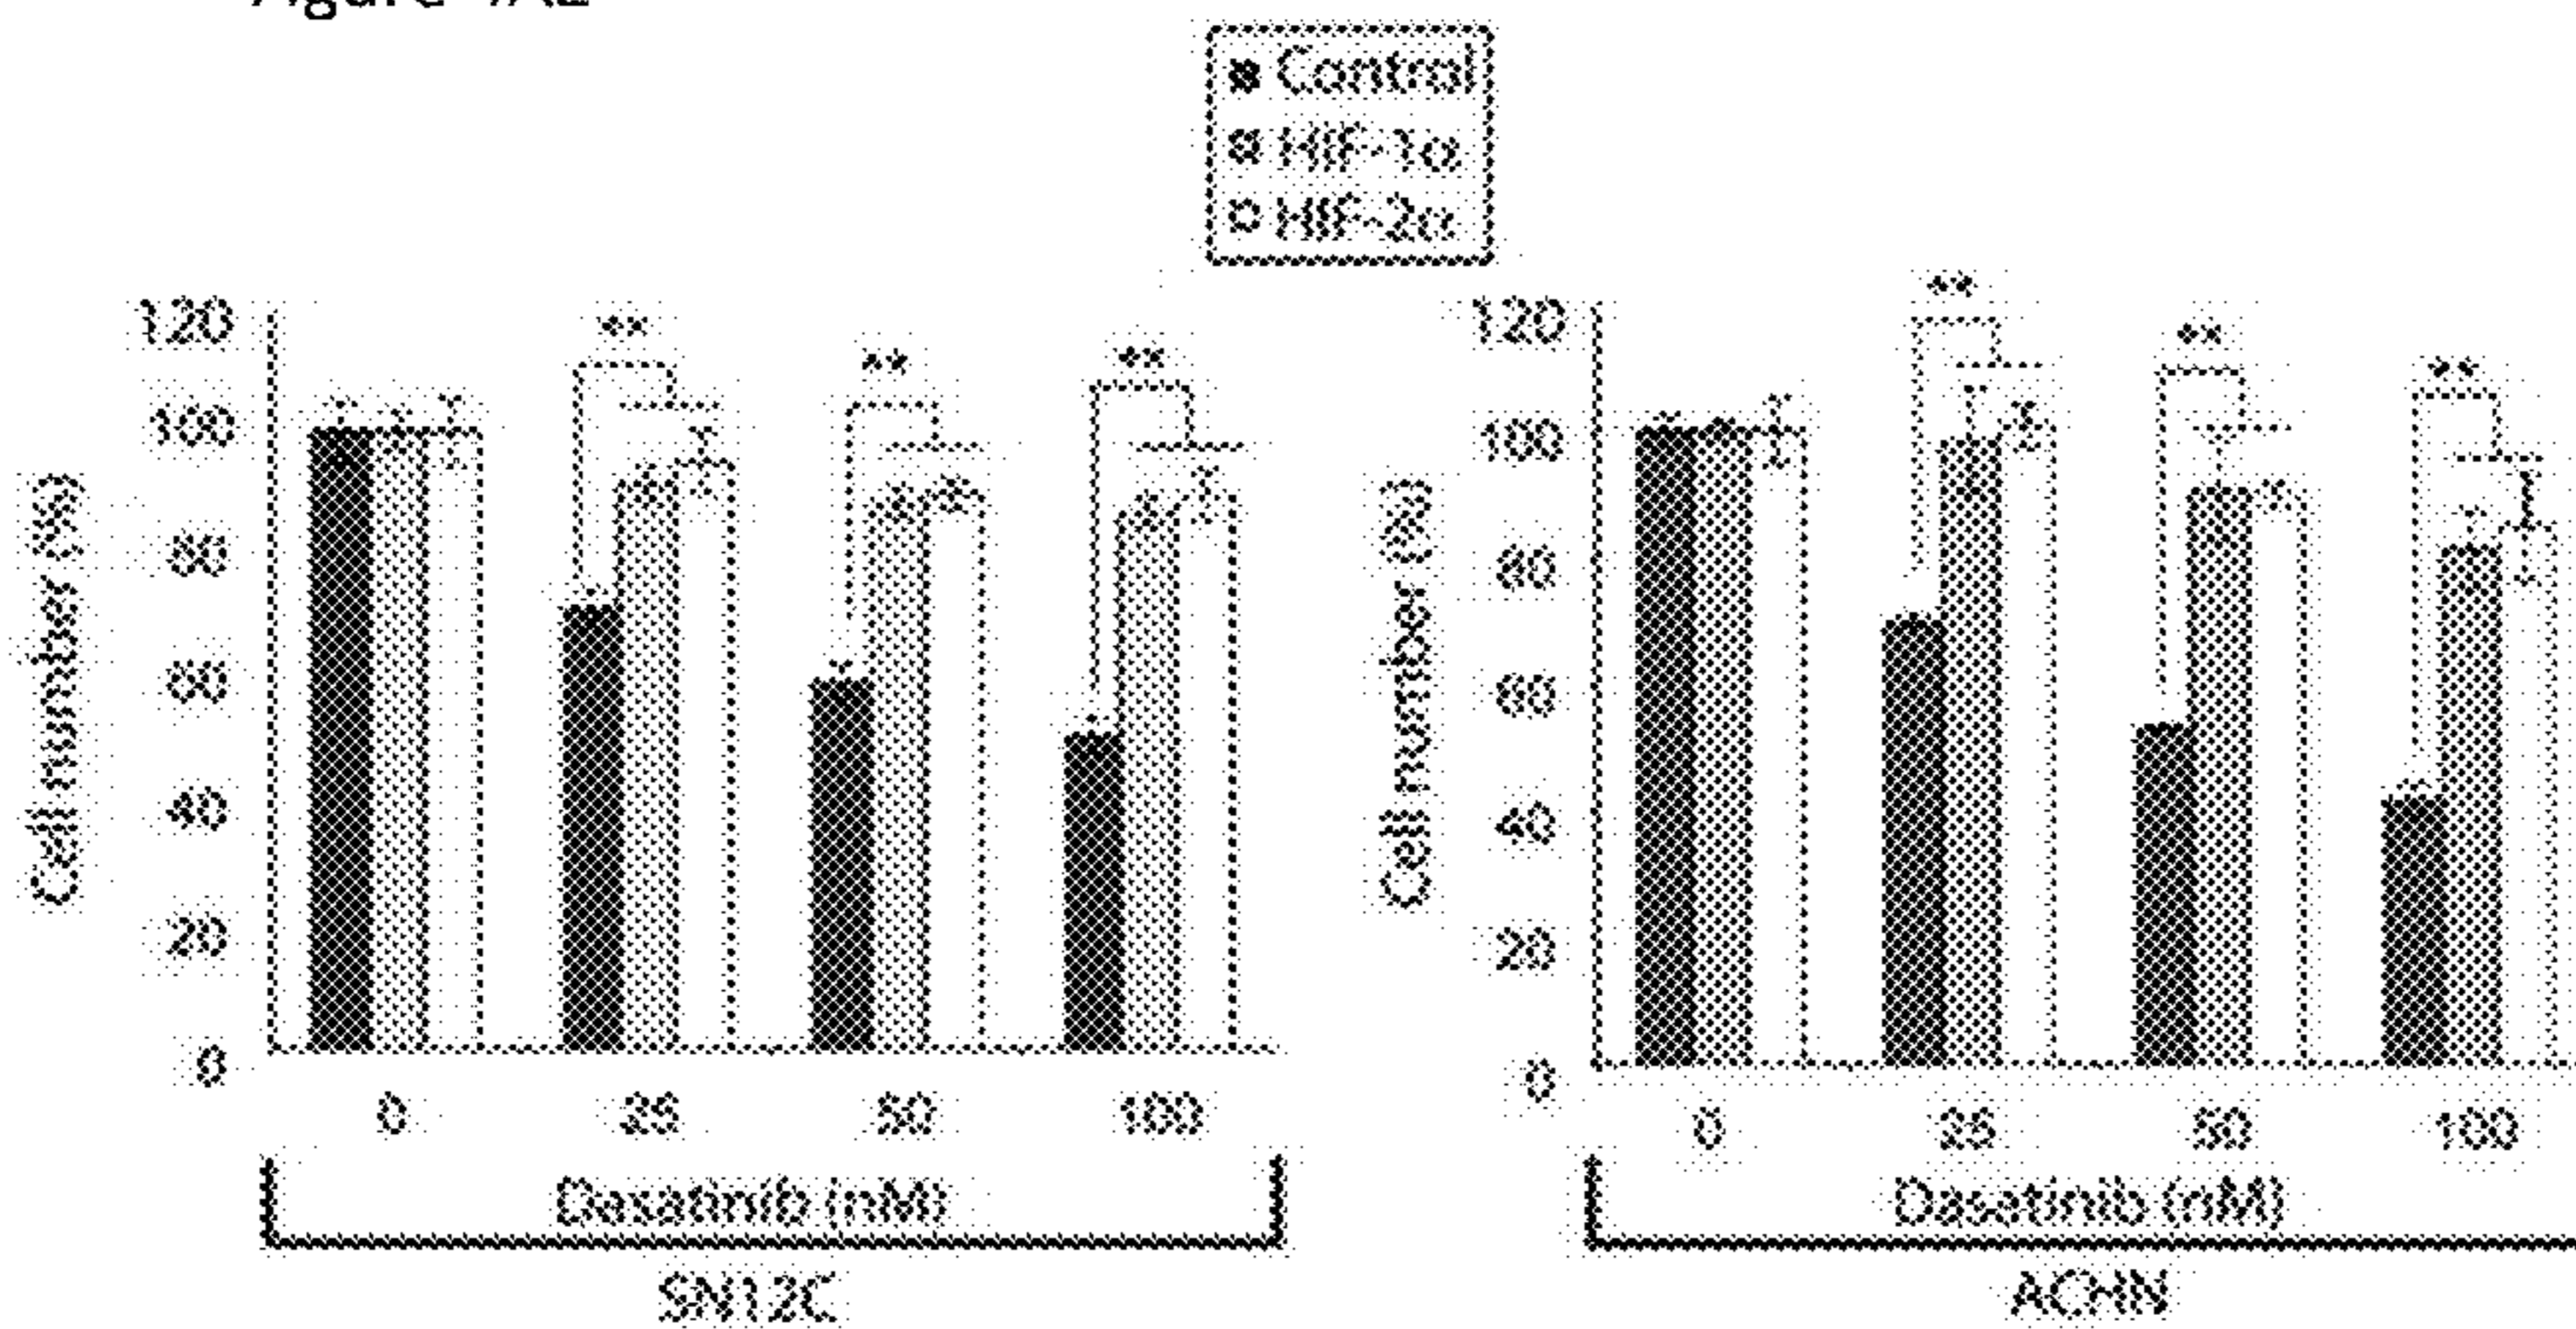 Control
HIF-1α
HIF-2α
**
**
**
**
**
**
Cell number (%)
120
100
80
60
40
20
0
0 25 50 100
Dasatinib (nM)
SN12C
Cell number (%)
120
100
80
60
40
20
0
0 25 50 100
Dasatinib (nM)
ACHN